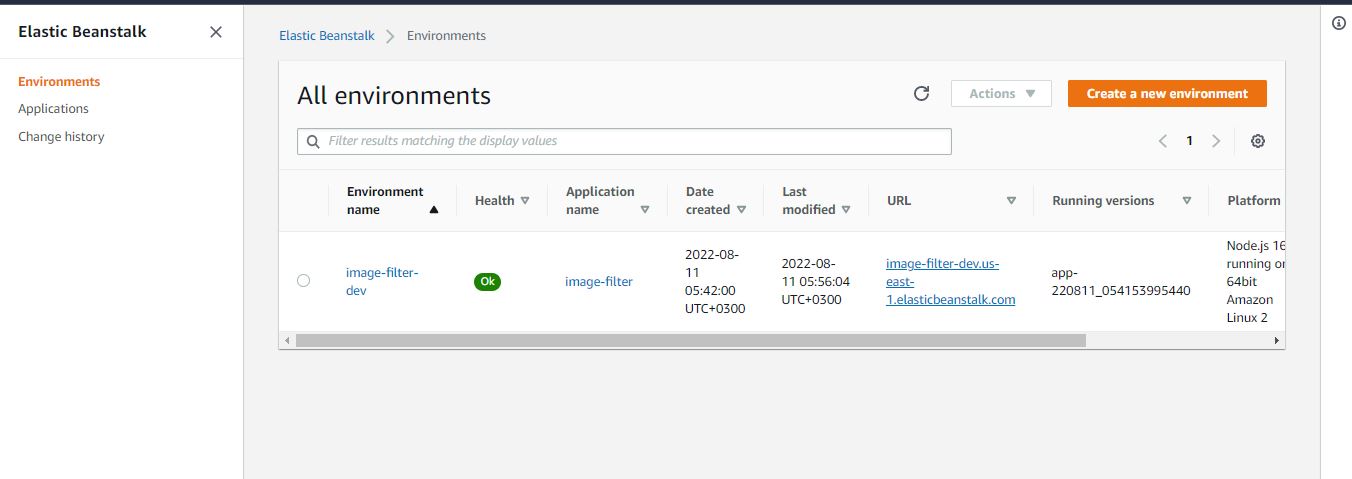 Elastic Beanstalk
Environments
Applications
Change history
Elastic Beanstalk
Environments
All environments
Actions
Create a new environment
Filter results matching the display values
1
Environment
name
Health
Application
name
Date
created
Last
modified
URL
Running versions
Platform
image-filter-
dev
Ok
image-filter
2022-08-
11
05:42:00
UTC+0300
2022-08-
11 05:56:04
UTC+0300
image-filter-dev.us-
east-
1.elasticbeanstalk.com
app-
220811_054153995440
Node.js 16
running on
64bit
Amazon
Linux 2